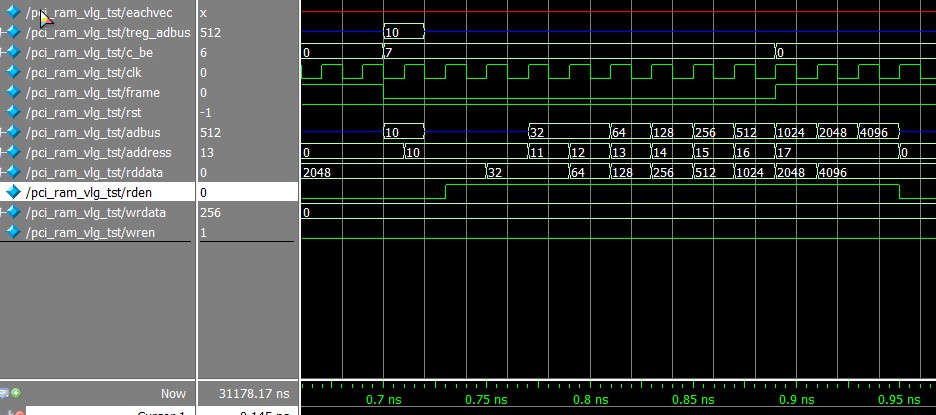 /pci_ram_vlg_tst/eachvec x
/pci_ram_vlg_tst/treg_adbus 512 10
/pci_ram_vlg_tst/c_be 6 0 7 0
/pci_ram_vlg_tst/clk 0
/pci_ram_vlg_tst/frame 0
/pci_ram_vlg_tst/rst -1
/pci_ram_vlg_tst/adbus 512 10 32 64 128 256 512 1024 2048 4096
/pci_ram_vlg_tst/address 13 0 10 11 12 13 14 15 16 17 0
/pci_ram_vlg_tst/rddata 0 2048 32 64 128 256 512 1024 2048 4096
/pci_ram_vlg_tst/rden 0
/pci_ram_vlg_tst/wrdata 256 0
/pci_ram_vlg_tst/wren 1
Now 31178.17 ns 0.7 ns 0.75 ns 0.8 ns 0.85 ns 0.9 ns 0.95 ns
Cursor 1 0.145 ns